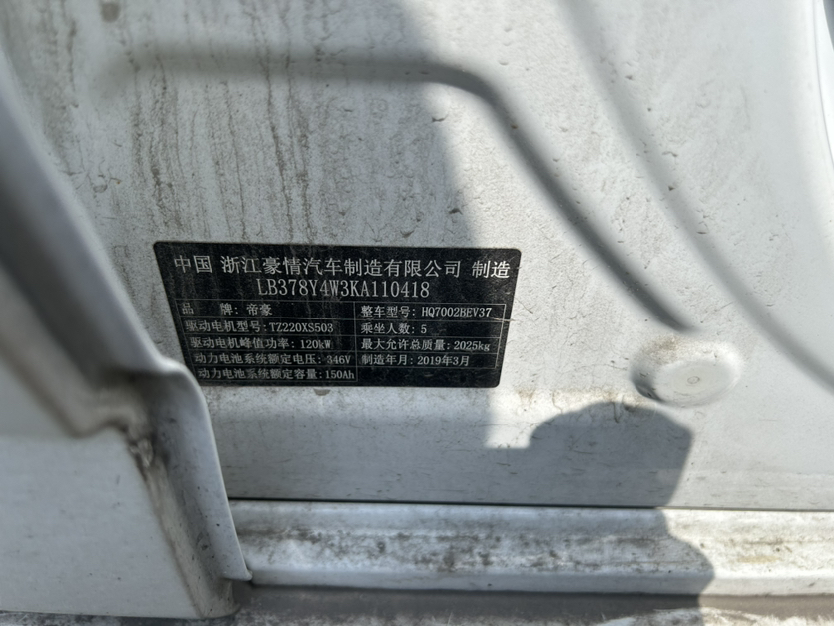 中国 浙江豪情汽车制造有限公司 制造
LB378Y4W3KA110418
品 牌：帝豪 整车型号：HQ7002BEV37
驱动电机型号：TZ220XS503 乘坐人数：5
驱动电机峰值功率：120kW 最大允许总质量：2025kg
动力电池系统额定电压：346V 制造年月：2019年3月
动力电池系统额定容量：150Ah